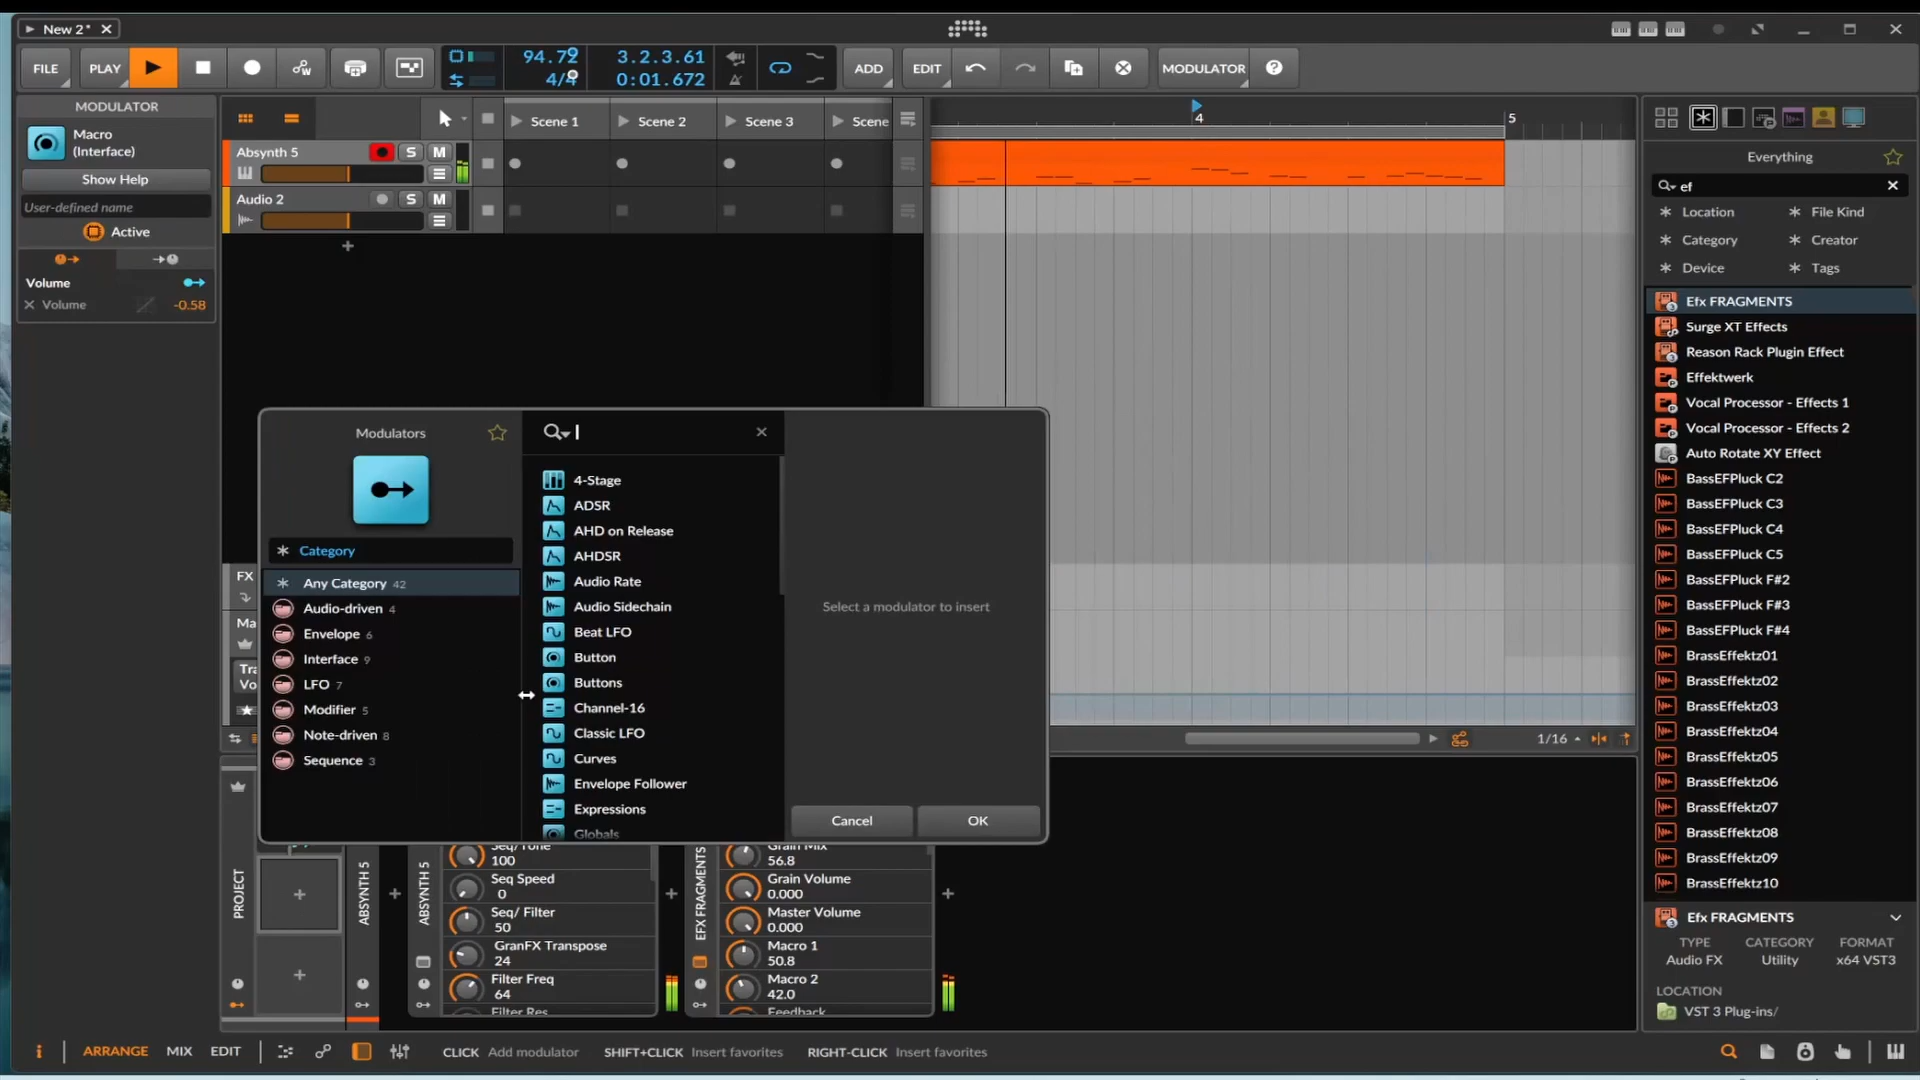 New 2*
FILE
PLAY
94.72
4/4
3.2.3.61
0:01.672
ADD
EDIT
MODULATOR
MODULATOR
Macro
(Interface)
Show Help
User-defined name
Active
Volume
Volume
-0.58
Scene 1
Scene 2
Scene 3
Scene
Absynth 5
S
M
Audio 2
S
M
4
5
FX
Ma
Tra
Vo
1/16
Modulators
Category
Any Category 42
Audio-driven 4
Envelope 6
Interface 9
LFO 7
Modifier 5
Note-driven 8
Sequence 3
4-Stage
ADSR
AHD on Release
AHDSR
Audio Rate
Audio Sidechain
Beat LFO
Button
Buttons
Channel-16
Classic LFO
Curves
Envelope Follower
Expressions
Globals
Select a modulator to insert
Cancel
OK
PROJECT
ABSYNTH 5
ABSYNTH 5
Seq/Tone
100
Seq Speed
0
Seq/ Filter
50
GranFX Transpose
24
Filter Freq
64
Filter Res
EFX FRAGMENTS
Grain Mix
56.8
Grain Volume
0.000
Master Volume
0.000
Macro 1
50.8
Macro 2
42.0
Feedback
Everything
ef
Location
File Kind
Category
Creator
Device
Tags
Efx FRAGMENTS
Surge XT Effects
Reason Rack Plugin Effect
Effektwerk
Vocal Processor - Effects 1
Vocal Processor - Effects 2
Auto Rotate XY Effect
BassEFPluck C2
BassEFPluck C3
BassEFPluck C4
BassEFPluck C5
BassEFPluck F#2
BassEFPluck F#3
BassEFPluck F#4
BrassEffektz01
BrassEffektz02
BrassEffektz03
BrassEffektz04
BrassEffektz05
BrassEffektz06
BrassEffektz07
BrassEffektz08
BrassEffektz09
BrassEffektz10
Efx FRAGMENTS
TYPE
CATEGORY
FORMAT
Audio FX
Utility
x64 VST3
LOCATION
VST 3 Plug-ins/
ARRANGE
MIX
EDIT
CLICK Add modulator
SHIFT+CLICK Insert favorites
RIGHT-CLICK Insert favorites